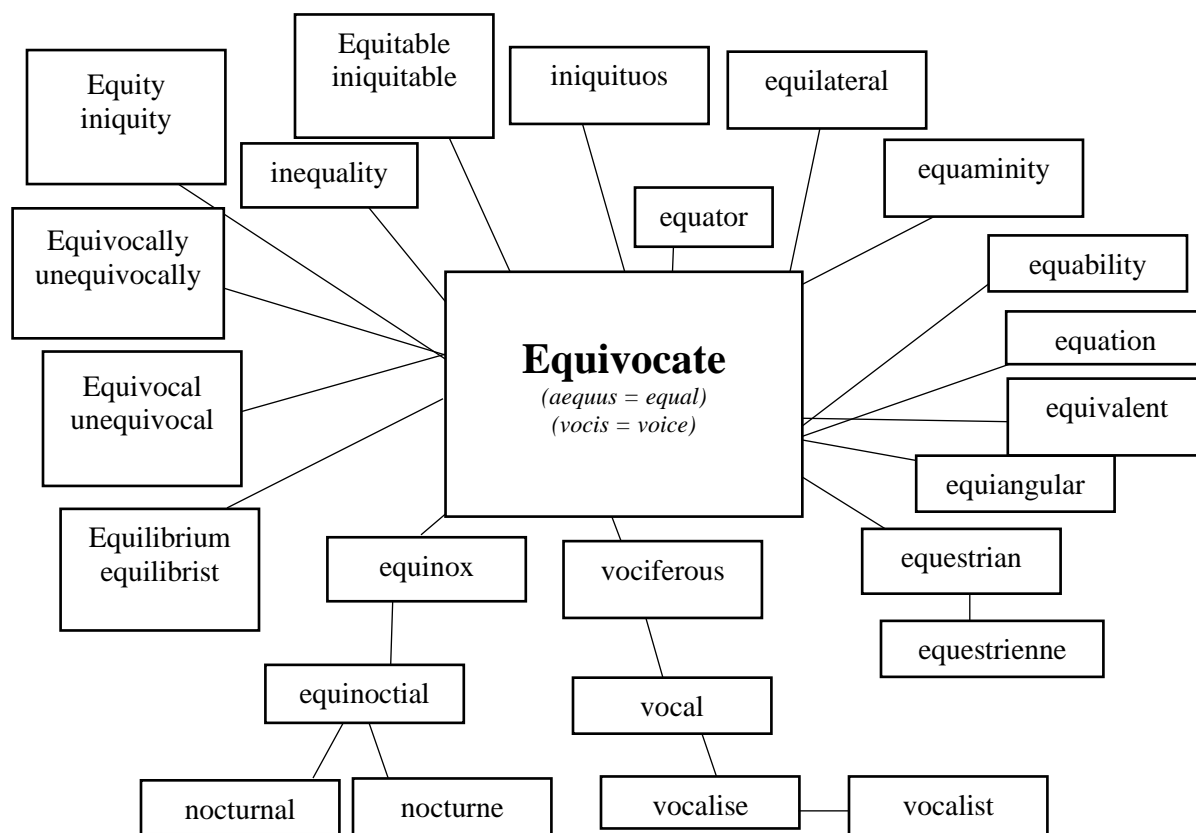 Equitable
iniquitable
iniquituos
equilateral
Equity
iniquity
inequality
equaminity
equator
Equivocally
unequivocally
equability
equation
Equivocate
(aequus = equal)
(vocis = voice)
Equivocal
unequivocal
equivalent
equiangular
Equilibrium
equilibrist
equinox
vociferous
equestrian
equestrienne
equinoctial
vocal
nocturnal
nocturne
vocalise
vocalist